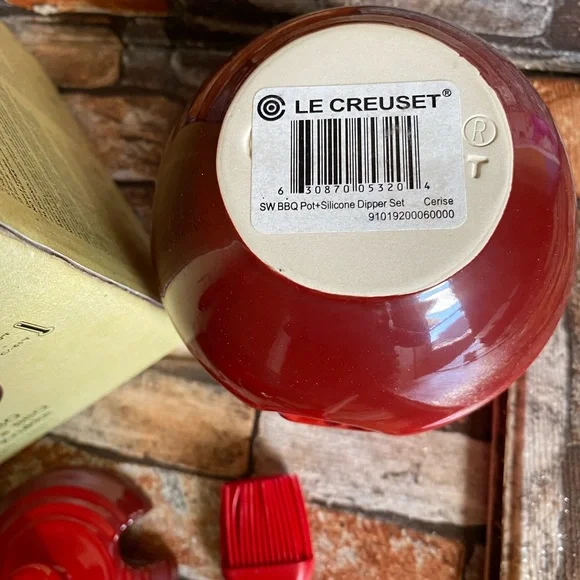 LE CREUSET®
6 30870 05320 4
SW BBQ Pot+Silicone Dipper Set Cerise
91019200060000
R
T